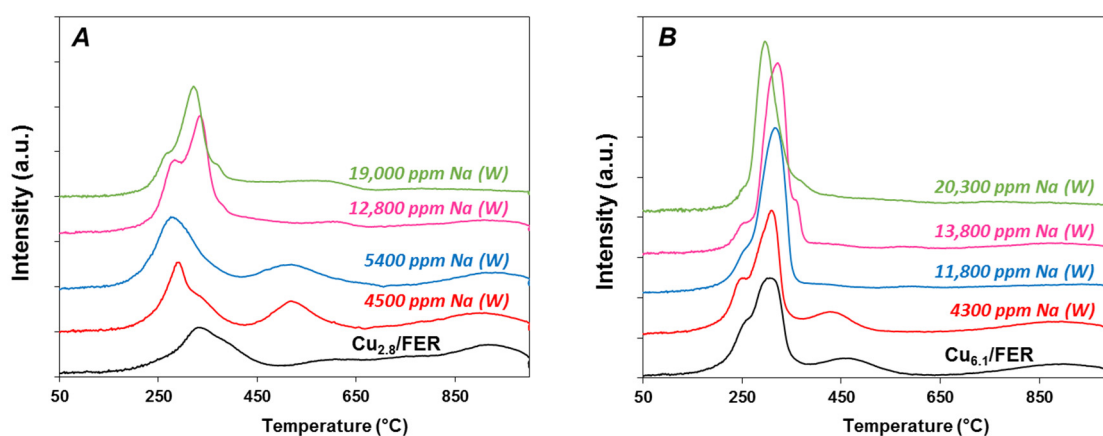 A
Intensity (a.u.)
19,000 ppm Na (W)
12,800 ppm Na (W)
5400 ppm Na (W)
4500 ppm Na (W)
Cu2.8/FER
50 250 450 650 850
Temperature (°C)
B
Intensity (a.u.)
20,300 ppm Na (W)
13,800 ppm Na (W)
11,800 ppm Na (W)
4300 ppm Na (W)
Cu6.1/FER
50 250 450 650 850
Temperature (°C)